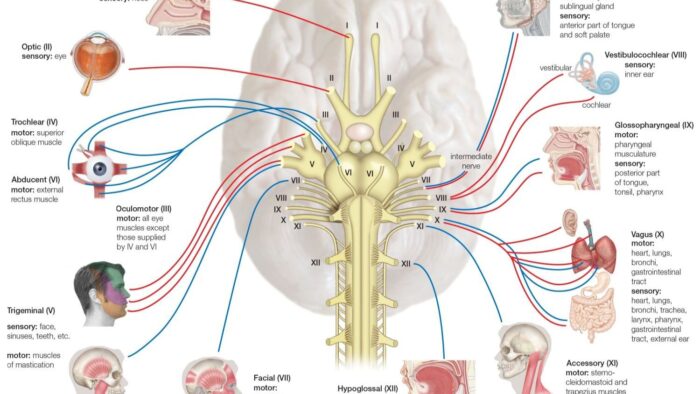 sensory: nose
Optic (II)
sensory: eye
Trochlear (IV)
motor: superior
oblique muscle
Abducent (VI)
motor: external
rectus muscle
Oculomotor (III)
motor: all eye
muscles except
those supplied
by IV and VI
Trigeminal (V)
sensory: face,
sinuses, teeth, etc.
motor: muscles
of mastication
Facial (VII)
motor:
Hypoglossal (XII)
I
I
II
II
III
III
IV
IV
V
V
VI
VI
VII
VII
VIII
VIII
IX
IX
X
X
XI
XI
XII
XII
intermediate
nerve
sublingual gland
sensory:
anterior part of tongue
and soft palate
Vestibulocochlear (VIII)
sensory:
inner ear
vestibular
cochlear
Glossopharyngeal (IX)
motor:
pharyngeal
musculature
sensory:
posterior part
of tongue,
tonsil, pharynx
Vagus (X)
motor:
heart, lungs,
bronchi,
gastrointestinal
tract
sensory:
heart, lungs,
bronchi, trachea,
larynx, pharynx,
gastrointestinal
tract, external ear
Accessory (XI)
motor: sterno-
cleidomastoid and
trapezius muscles